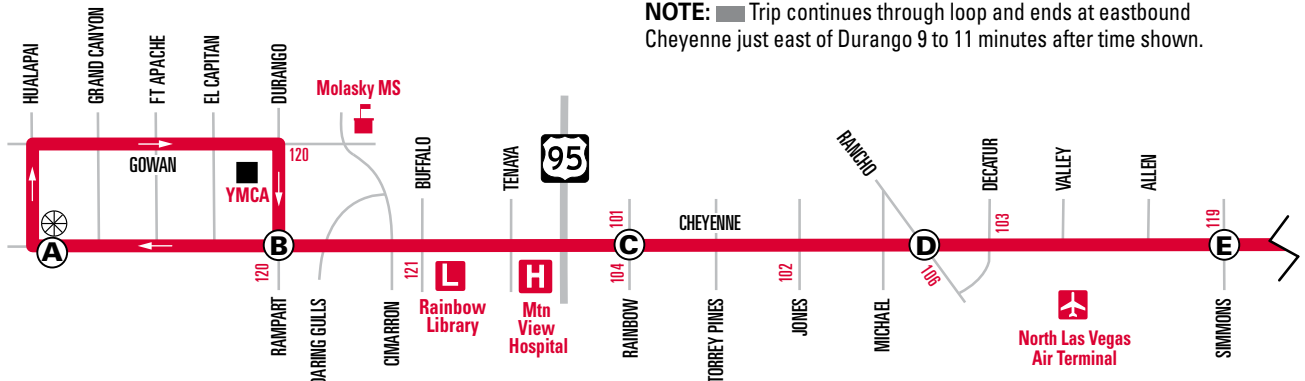 NOTE: Trip continues through loop and ends at eastbound
Cheyenne just east of Durango 9 to 11 minutes after time shown.
HUALAPAI
GRAND CANYON
FT APACHE
EL CAPITAN
DURANGO
Molasky MS
GOWAN
120
YMCA
BUFFALO
TENAYA
95
RANCHO
DECATUR
VALLEY
ALLEN
101
CHEYENNE
103
119
A
B
C
D
E
120
121
L
H
104
102
106
RAMPART
DARING GULLS
CIMARRON
Rainbow
Library
Mtn
View
Hospital
RAINBOW
TORREY PINES
JONES
MICHAEL
North Las Vegas
Air Terminal
SIMMONS